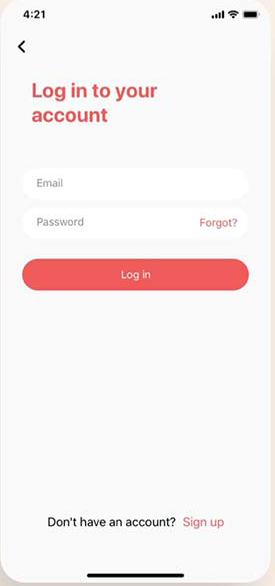 4:21
Log in to your
account
Email
Password Forgot?
Log in
Don't have an account? Sign up